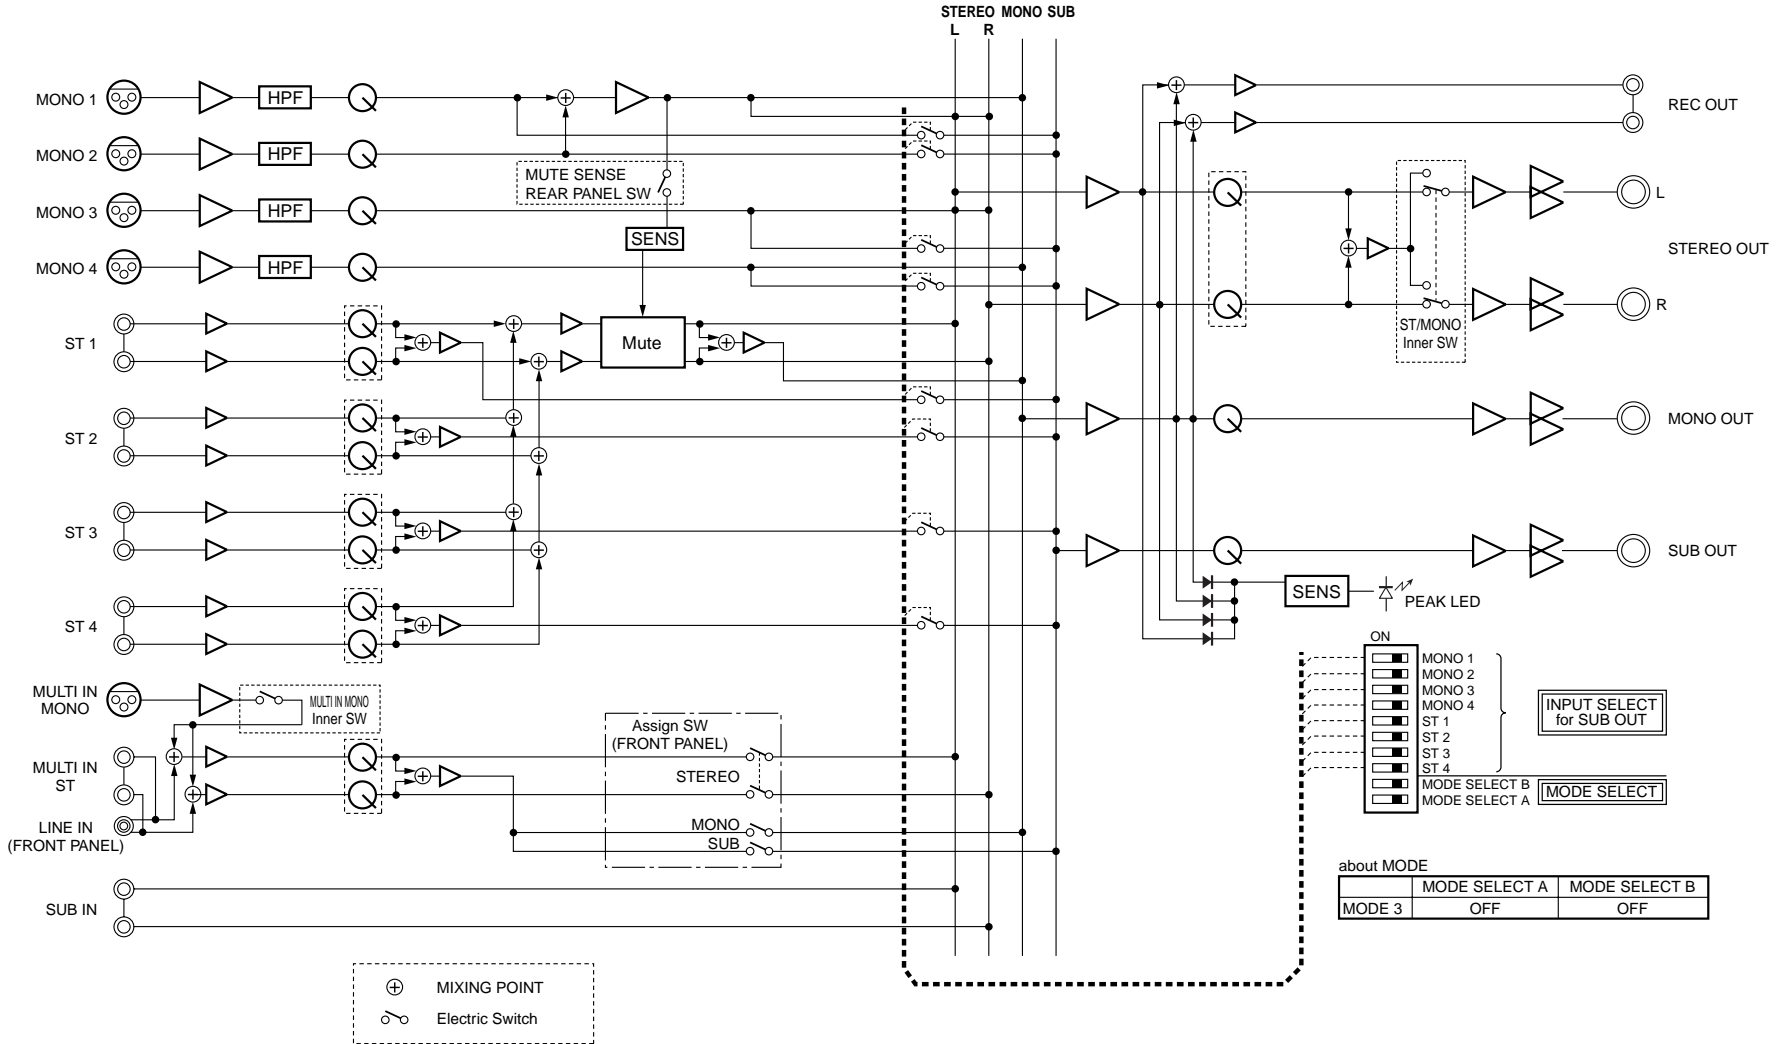 STEREO MONO SUB
L R
MONO 1
HPF
REC OUT
MONO 2
HPF
MUTE SENSE
REAR PANEL SW
L
MONO 3
HPF
SENS
STEREO OUT
MONO 4
HPF
R
ST/MONO
Inner SW
ST 1
Mute
ST 2
MONO OUT
ST 3
SUB OUT
SENS
PEAK LED
ST 4
ON
MONO 1
MONO 2
MONO 3
MONO 4
ST 1
ST 2
ST 3
ST 4
MODE SELECT B
MODE SELECT A
INPUT SELECT
for SUB OUT
MODE SELECT
MULTI IN
MONO
MULTI IN MONO
Inner SW
Assign SW
(FRONT PANEL)
STEREO
MONO
SUB
MULTI IN
ST
LINE IN
(FRONT PANEL)
SUB IN
about MODE
MODE SELECT A MODE SELECT B
MODE 3 OFF OFF
MIXING POINT
Electric Switch